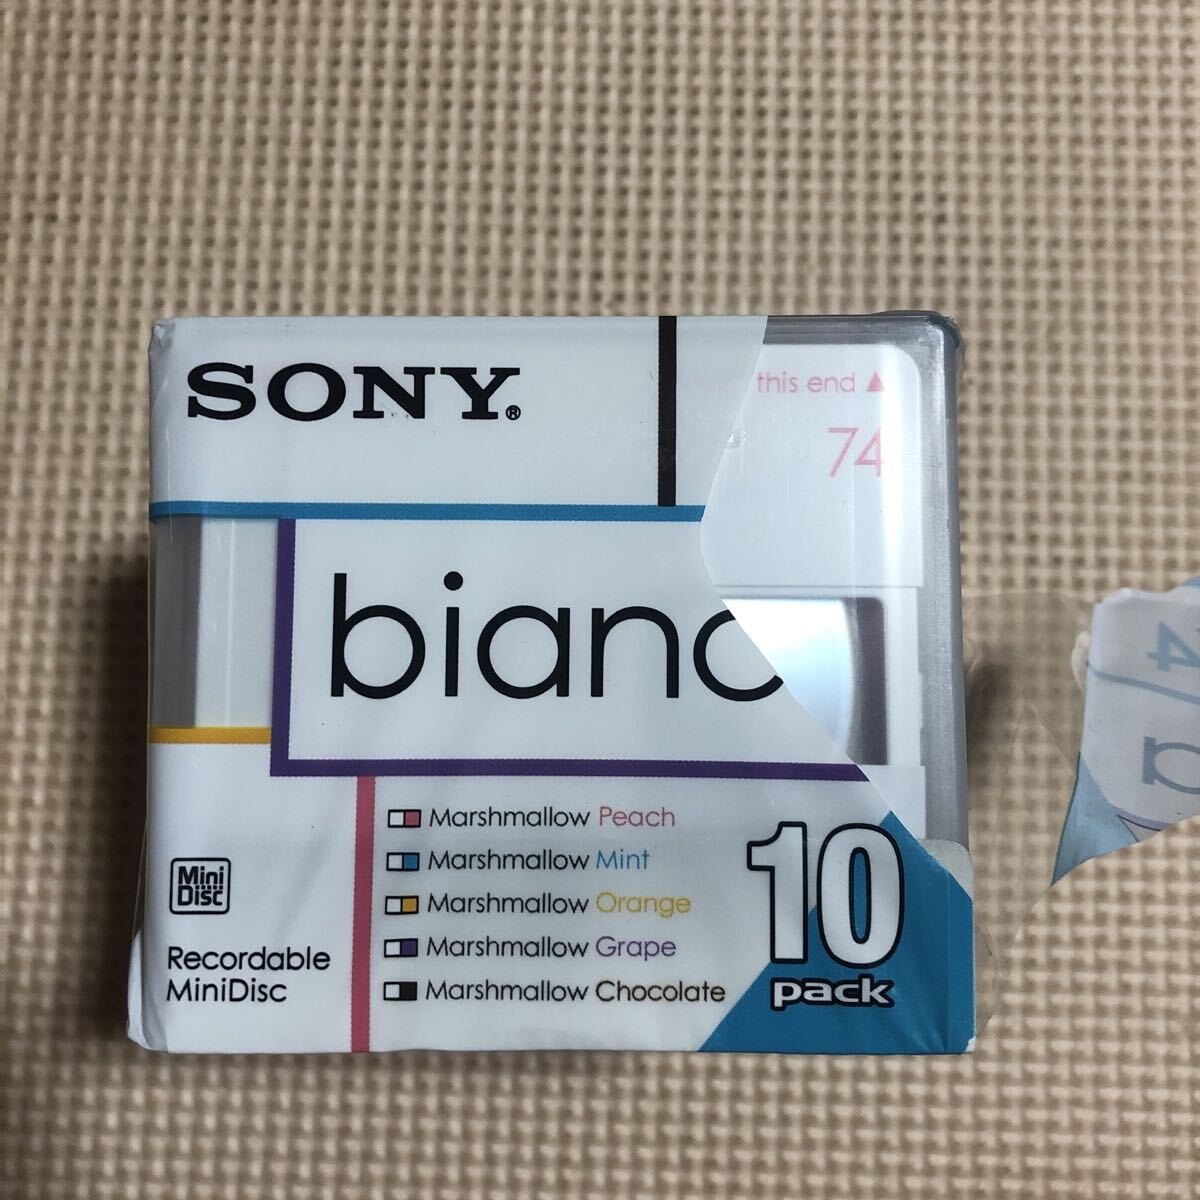 SONY®
this end ▲
74
bianc
Marshmallow Peach
Marshmallow Mint
Marshmallow Orange
Marshmallow Grape
Marshmallow Chocolate
10
pack
Mini
Disc
Recordable
MiniDisc
4
a